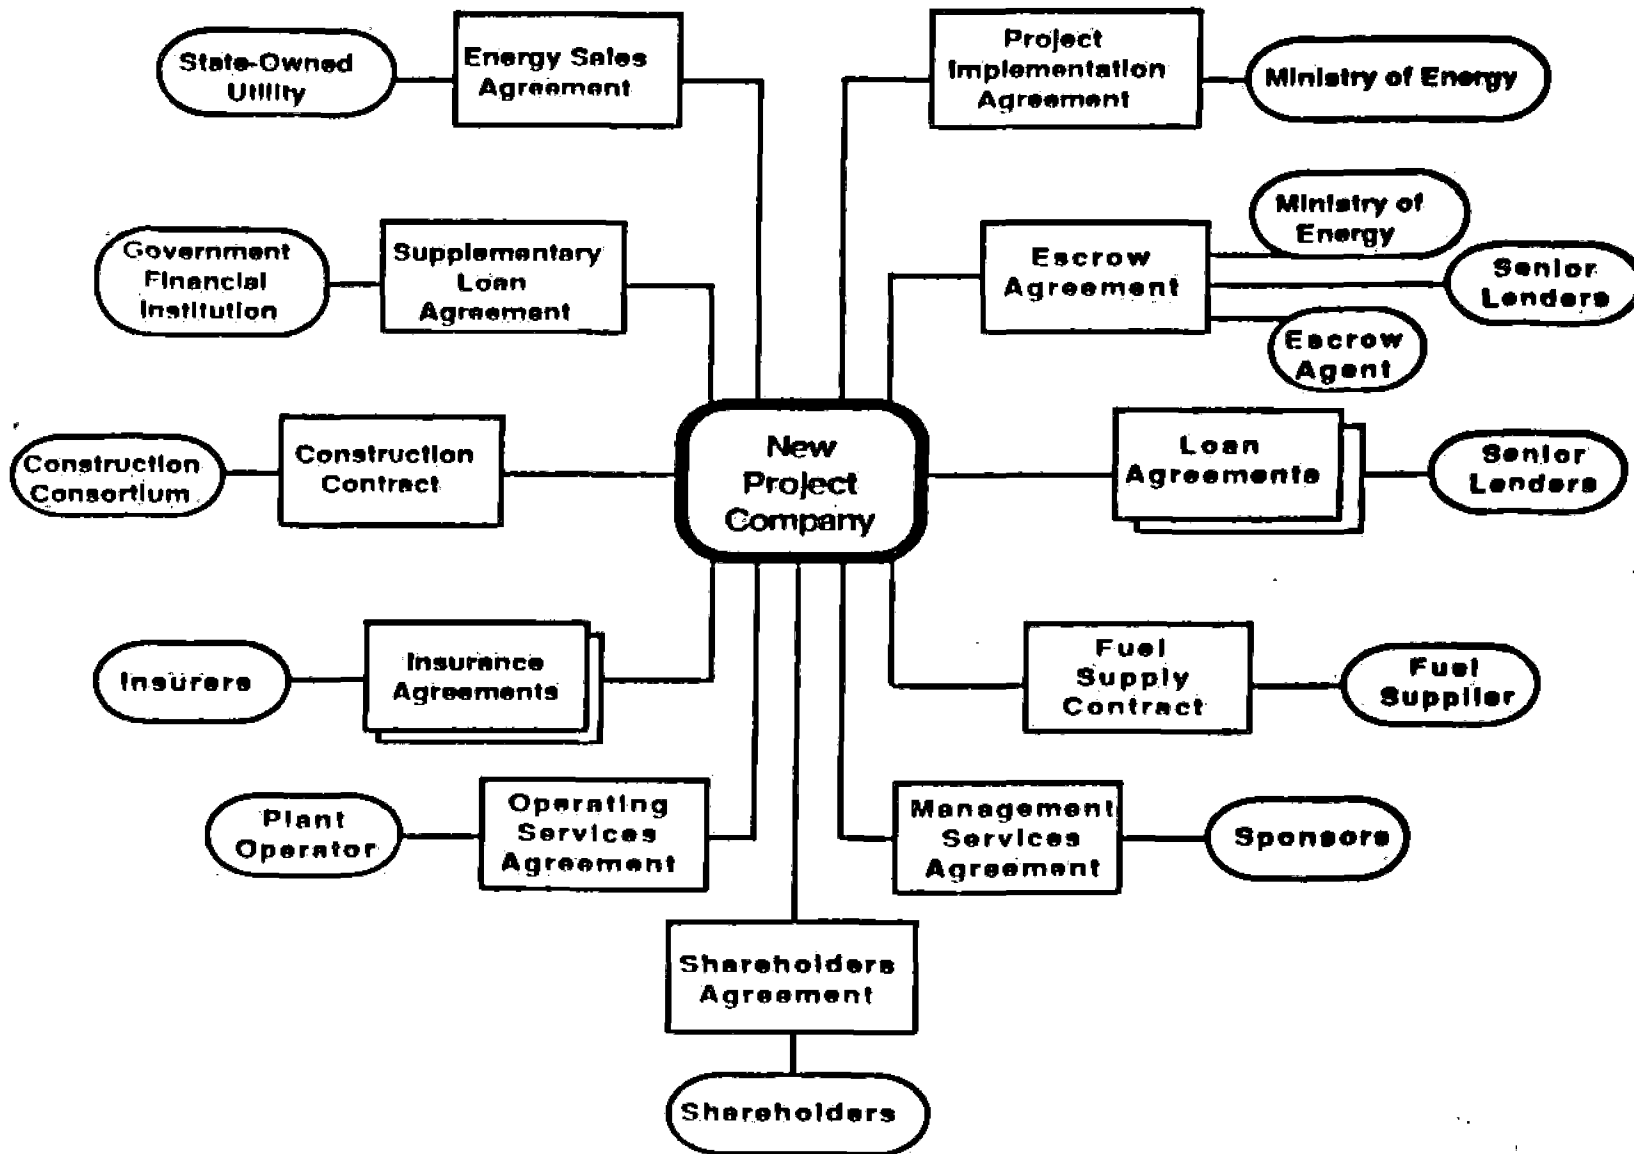 State-Owned
Utility
Energy Sales
Agreement
Project
Implementation
Agreement
Ministry of Energy
Government
Financial
Institution
Supplementary
Loan
Agreement
Escrow
Agreement
Ministry of
Energy
Senior
Lenders
Escrow
Agent
Construction
Consortium
Construction
Contract
New
Project
Company
Loan
Agreements
Senior
Lenders
Insurers
Insurance
Agreements
Fuel
Supply
Contract
Fuel
Supplier
Plant
Operator
Operating
Services
Agreement
Management
Services
Agreement
Sponsors
Shareholders
Agreement
Shareholders